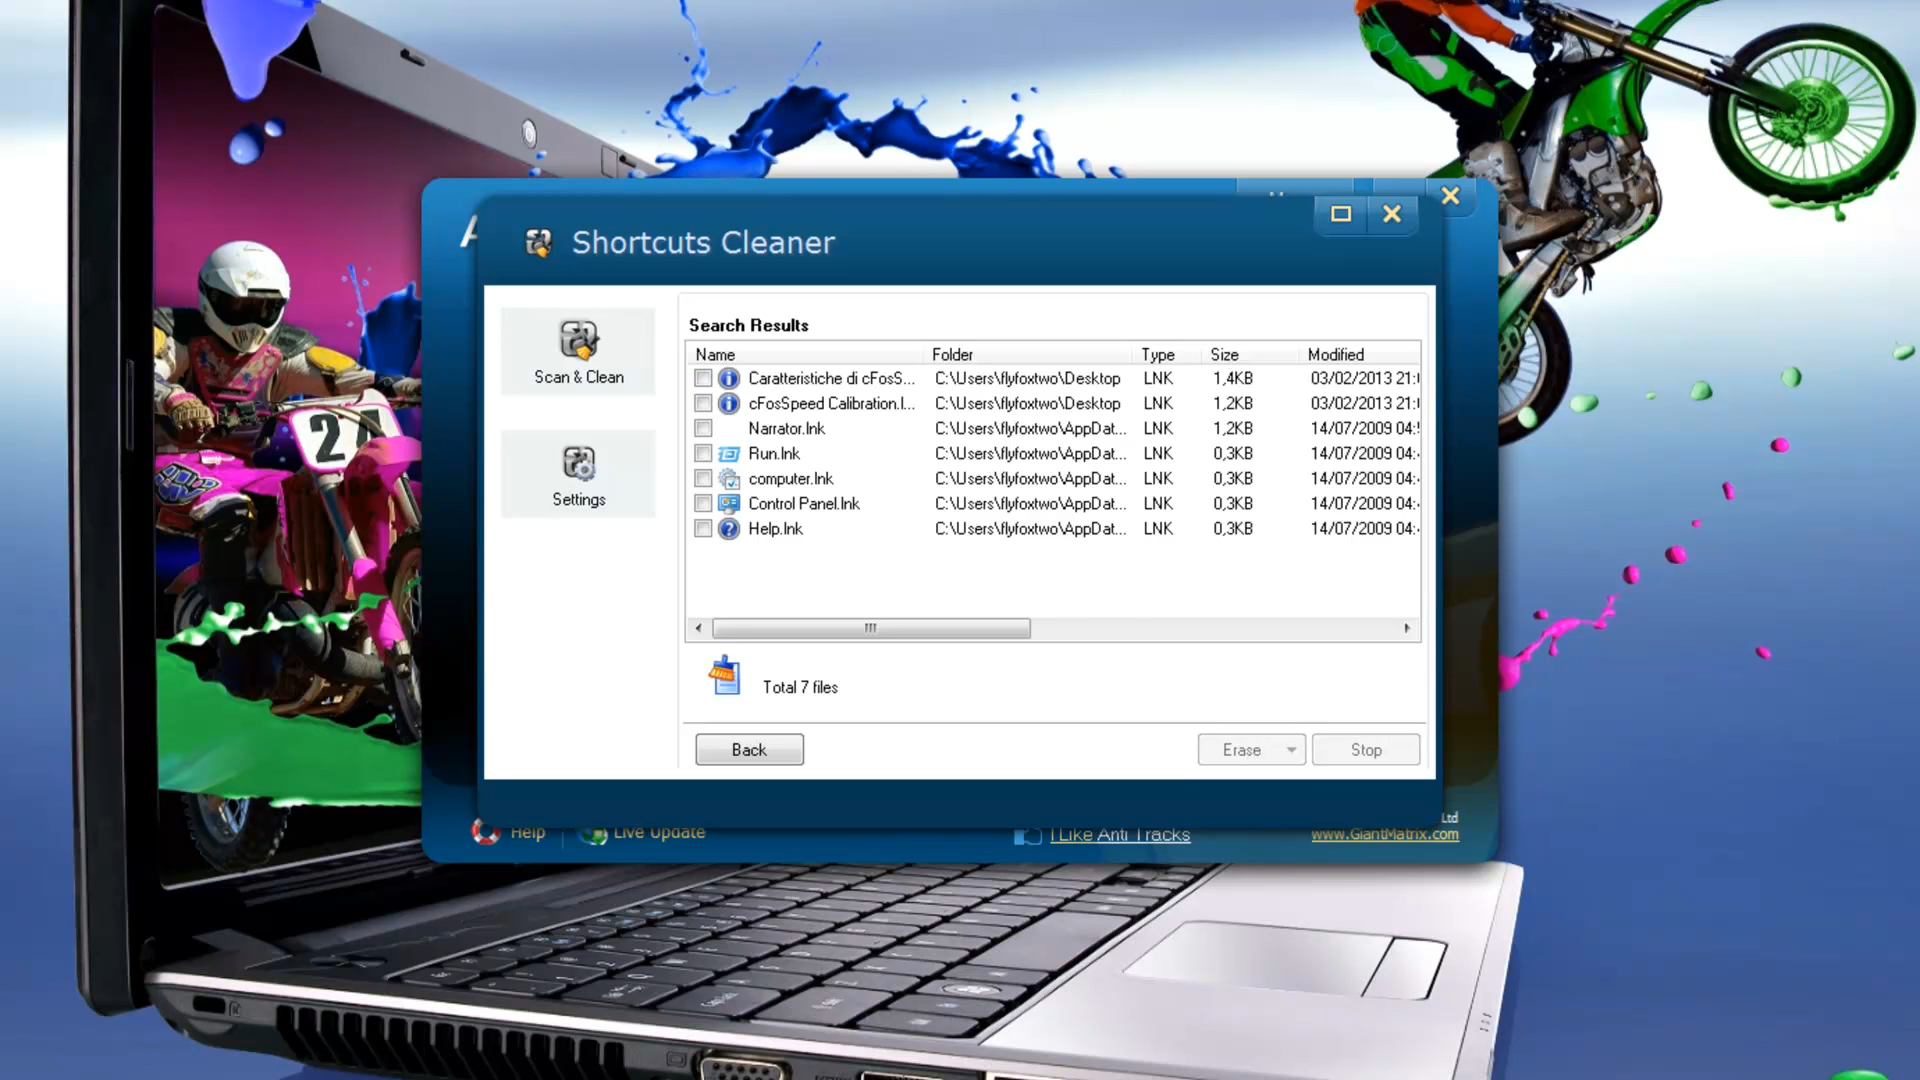 Shortcuts Cleaner
Scan & Clean
Settings
Search Results
Name Folder Type Size Modified
Caratteristiche di cFosS... C:\Users\flyfoxtwo\Desktop LNK 1,4KB 03/02/2013 21:
cFosSpeed Calibration.l... C:\Users\flyfoxtwo\Desktop LNK 1,2KB 03/02/2013 21:
Narrator.lnk C:\Users\flyfoxtwo\AppDat... LNK 1,2KB 14/07/2009 04:
Run.lnk C:\Users\flyfoxtwo\AppDat... LNK 0,3KB 14/07/2009 04:
computer.lnk C:\Users\flyfoxtwo\AppDat... LNK 0,3KB 14/07/2009 04:
Control Panel.lnk C:\Users\flyfoxtwo\AppDat... LNK 0,3KB 14/07/2009 04:
Help.lnk C:\Users\flyfoxtwo\AppDat... LNK 0,3KB 14/07/2009 04:
Total 7 files
Back Erase Stop
Ltd
Help Live Update I Like Anti Tracks www.GiantMatrix.com
24